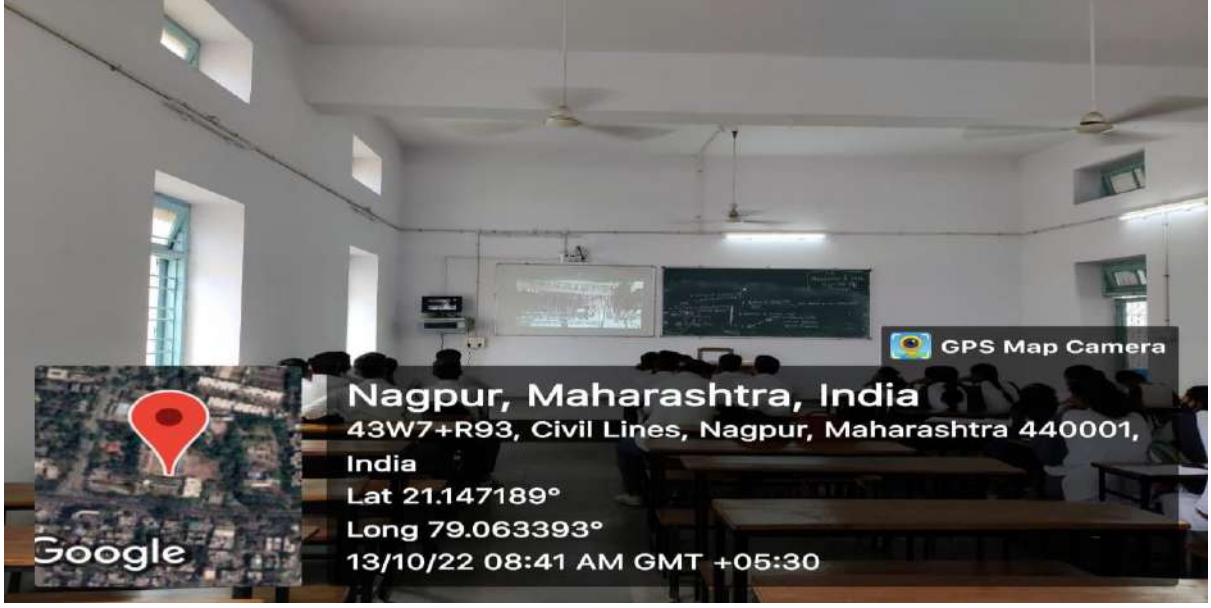 GPS Map Camera
Nagpur, Maharashtra, India
43W7+R93, Civil Lines, Nagpur, Maharashtra 440001,
India
Lat 21.147189°
Long 79.063393°
13/10/22 08:41 AM GMT +05:30
Google